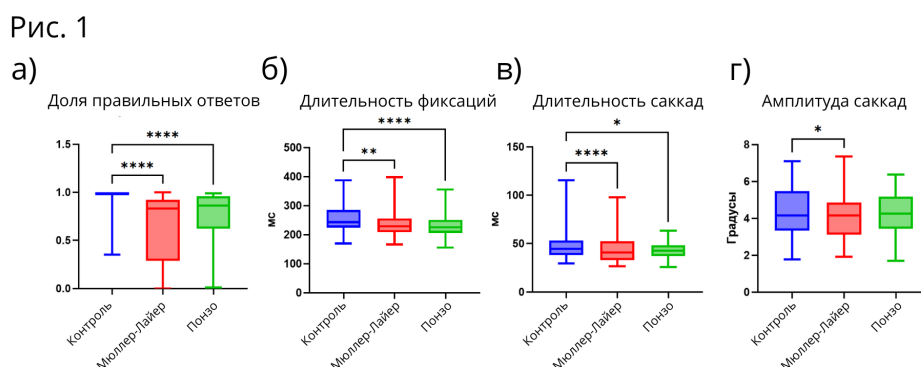 Рис. 1
а)
Доля правильных ответов
1.5
1.0
0.5
0.0
****
****
Контроль
Мюллер-Лайер
Понзо
б)
Длительность фиксаций
мс
500
400
300
200
100
0
****
**
Контроль
Мюллер-Лайер
Понзо
в)
Длительность саккад
мс
150
100
50
0
*
****
Контроль
Мюллер-Лайер
Понзо
г)
Амплитуда саккад
Градусы
8
6
4
2
0
*
Контроль
Мюллер-Лайер
Понзо